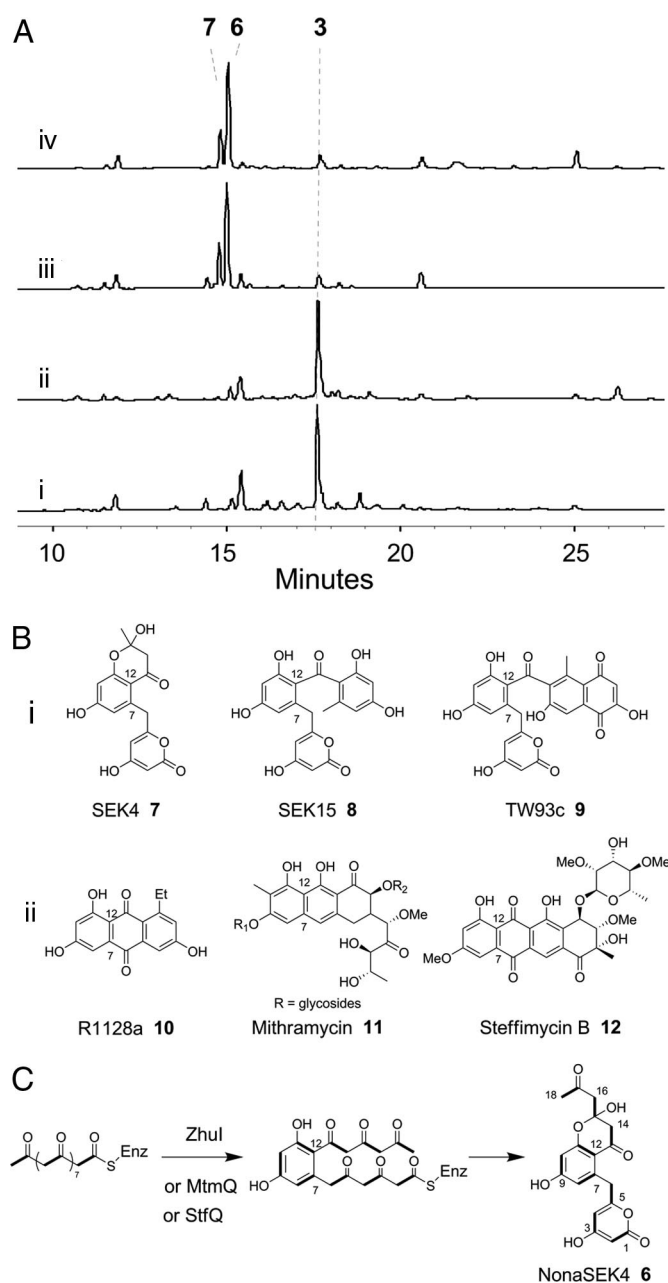 A
7 6 3
iv
iii
ii
i
10 15 20 25
Minutes
B
i
OH
O
12
O
HO
7
O
HO
O
SEK4 7
OH O OH
12
HO
7
OH
O
HO
O
SEK15 8
OH O O
12
HO
7
HO
OH
O
O
HO
O
TW93c 9
ii
OH O Et
12
HO
7
OH
O
R1128a 10
OH OH O
12
OR2
R1O
7
OMe
HO
O
HO
R = glycosides
Mithramycin 11
OH
MeO
OMe
O
OH O OH
O
12
OMe
OH
MeO
7
O
O
Steffimycin B 12
C
O O O
7
S
Enz
ZhuI
or MtmQ
or StfQ
OH O O O
12
O O O
HO
7
S
Enz
O
18
16
OH
O
14
12
O
HO
9
7
5
O
3
1
HO
O
NonaSEK4 6